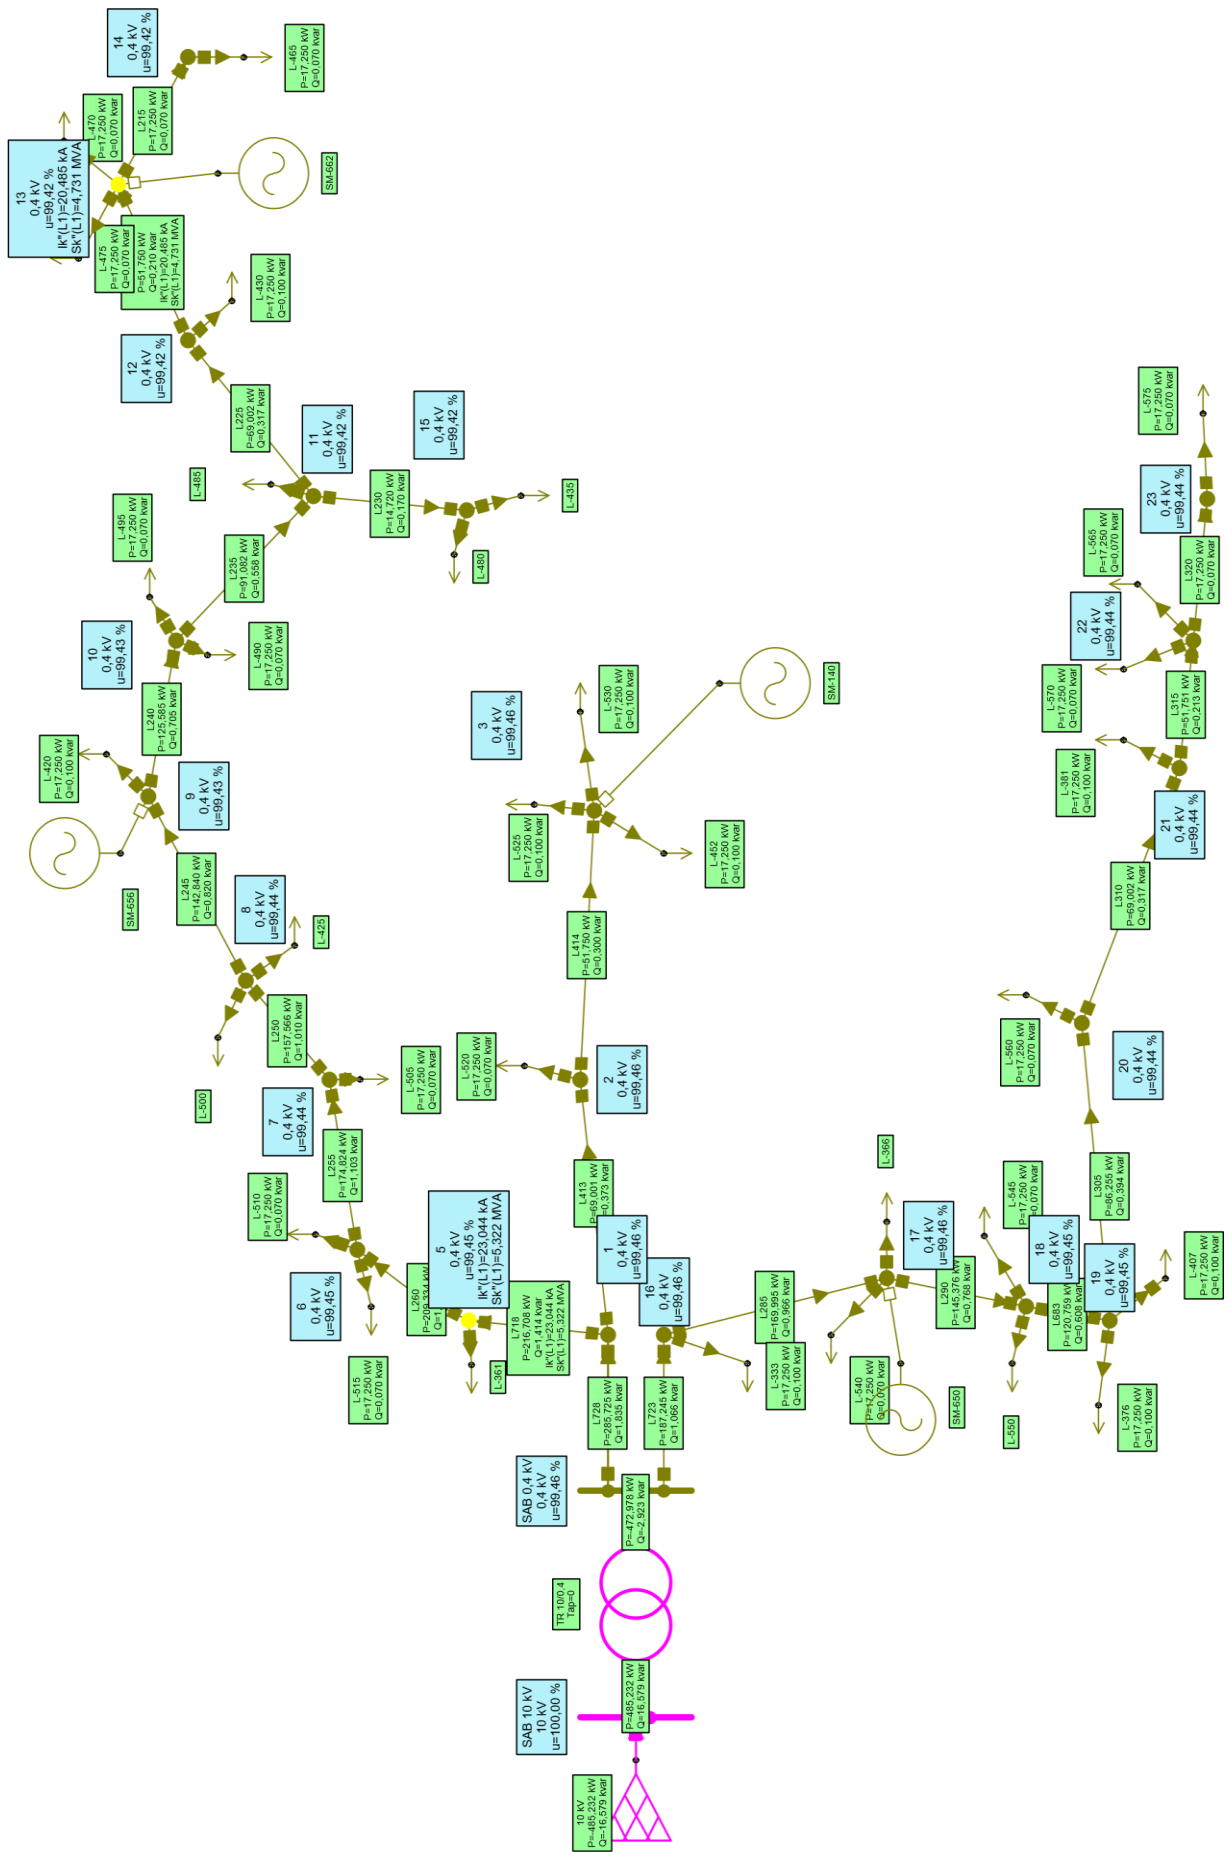 13
0,4 kV
u=99,42 %
Ik"(L1)=20,485 kA
Sk"(L1)=4,731 MVA
L-470
P=17,250 kW
Q=0,070 kvar
14
0,4 kV
u=99,42 %
L215
P=17,250 kW
Q=0,070 kvar
L-465
P=17,250 kW
Q=0,070 kvar
SM-662
L-475
P=17,250 kW
Q=0,070 kvar
P=51,750 kW
Q=0,210 kvar
Ik"(L1)=20,485 kA
Sk"(L1)=4,731 MVA
12
0,4 kV
u=99,42 %
L-430
P=17,250 kW
Q=0,100 kvar
L225
P=69,002 kW
Q=0,317 kvar
11
0,4 kV
u=99,42 %
15
0,4 kV
u=99,42 %
L-485
L230
P=14,720 kW
Q=0,170 kvar
L-435
L-480
L-495
P=17,250 kW
Q=0,070 kvar
L235
P=91,082 kW
Q=0,558 kvar
10
0,4 kV
u=99,43 %
L-490
P=17,250 kW
Q=0,070 kvar
L240
P=125,585 kW
Q=0,705 kvar
L-420
P=17,250 kW
Q=0,100 kvar
9
0,4 kV
u=99,43 %
SM-656
L245
P=142,840 kW
Q=0,820 kvar
8
0,4 kV
u=99,44 %
L-425
L250
P=157,566 kW
Q=1,010 kvar
L-500
7
0,4 kV
u=99,44 %
L-505
P=17,250 kW
Q=0,070 kvar
L255
P=174,824 kW
Q=1,103 kvar
L-510
P=17,250 kW
Q=0,070 kvar
6
0,4 kV
u=99,45 %
L-515
P=17,250 kW
Q=0,070 kvar
L260
P=209,334 kW
Q=1,
5
0,4 kV
u=99,45 %
Ik"(L1)=23,044 kA
Sk"(L1)=5,322 MVA
L-361
L718
P=216,708 kW
Q=1,414 kvar
Ik"(L1)=23,044 kA
Sk"(L1)=5,322 MVA
3
0,4 kV
u=99,46 %
L-530
P=17,250 kW
Q=0,100 kvar
SM-140
L-525
P=17,250 kW
Q=0,100 kvar
L-452
P=17,250 kW
Q=0,100 kvar
L414
P=51,750 kW
Q=0,300 kvar
L-520
P=17,250 kW
Q=0,070 kvar
2
0,4 kV
u=99,46 %
L413
P=69,001 kW
Q=0,373 kvar
1
0,4 kV
u=99,46 %
16
0,4 kV
u=99,46 %
L728
P=285,725 kW
Q=1,835 kvar
L723
P=187,245 kW
Q=1,066 kvar
L-333
P=17,250 kW
Q=0,100 kvar
L285
P=169,995 kW
Q=0,966 kvar
L-366
17
0,4 kV
u=99,46 %
L-540
P=17,250 kW
Q=0,070 kvar
SM-650
L290
P=145,376 kW
Q=0,768 kvar
L-545
P=17,250 kW
Q=0,070 kvar
18
0,4 kV
u=99,45 %
L-550
L683
P=120,759 kW
Q=0,608 kvar
19
0,4 kV
u=99,45 %
L-407
P=17,250 kW
Q=0,100 kvar
L-376
P=17,250 kW
Q=0,100 kvar
L305
P=86,255 kW
Q=0,394 kvar
L-560
P=17,250 kW
Q=0,070 kvar
20
0,4 kV
u=99,44 %
L310
P=69,002 kW
Q=0,317 kvar
21
0,4 kV
u=99,44 %
L-381
P=17,250 kW
Q=0,100 kvar
L315
P=51,751 kW
Q=0,213 kvar
L-570
P=17,250 kW
Q=0,070 kvar
22
0,4 kV
u=99,44 %
L-565
P=17,250 kW
Q=0,070 kvar
L320
P=17,250 kW
Q=0,070 kvar
23
0,4 kV
u=99,44 %
L-575
P=17,250 kW
Q=0,070 kvar
SAB 0,4 kV
0,4 kV
u=99,46 %
P=-472,978 kW
Q=-2,923 kvar
TR 10/0,4
Tap=0
SAB 10 kV
10 kV
u=100,00 %
P=485,232 kW
Q=16,579 kvar
10 kV
P=-485,232 kW
Q=-16,579 kvar